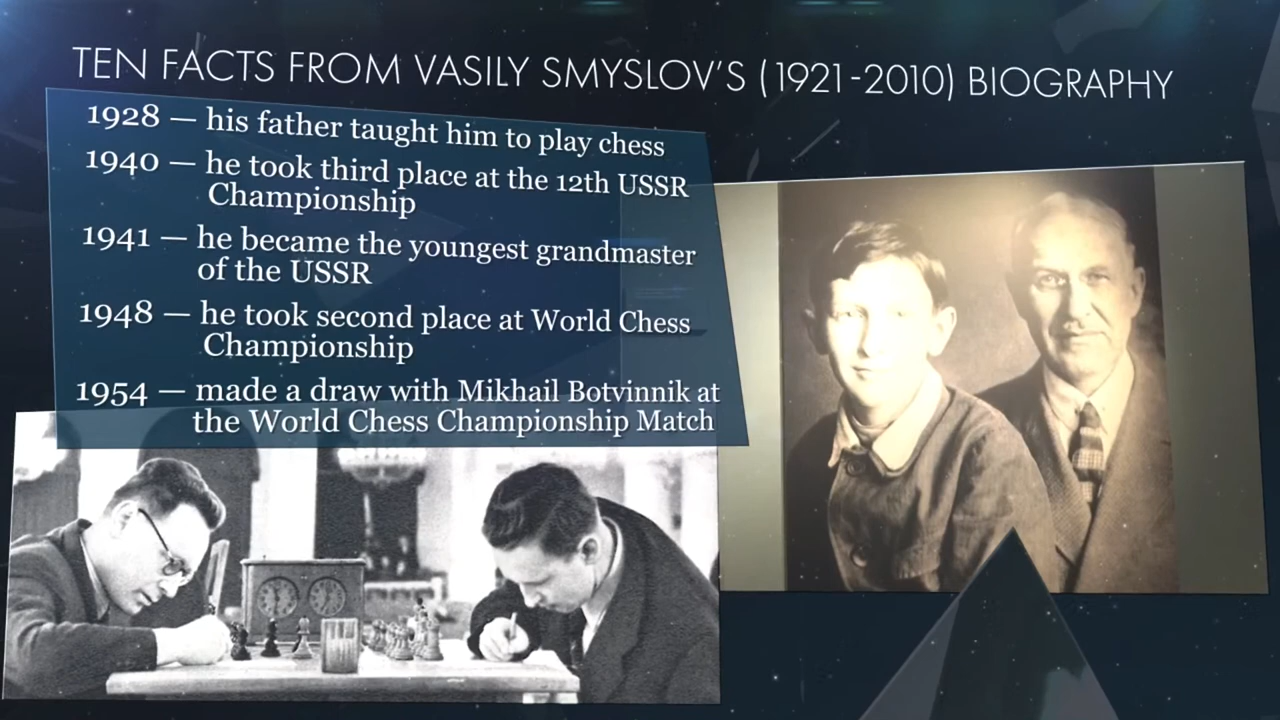 TEN FACTS FROM VASILY SMYSLOV'S (1921-2010) BIOGRAPHY
1928 — his father taught him to play chess
1940 — he took third place at the 12th USSR
Championship
1941 — he became the youngest grandmaster
of the USSR
1948 — he took second place at World Chess
Championship
1954 — made a draw with Mikhail Botvinnik at
the World Chess Championship Match